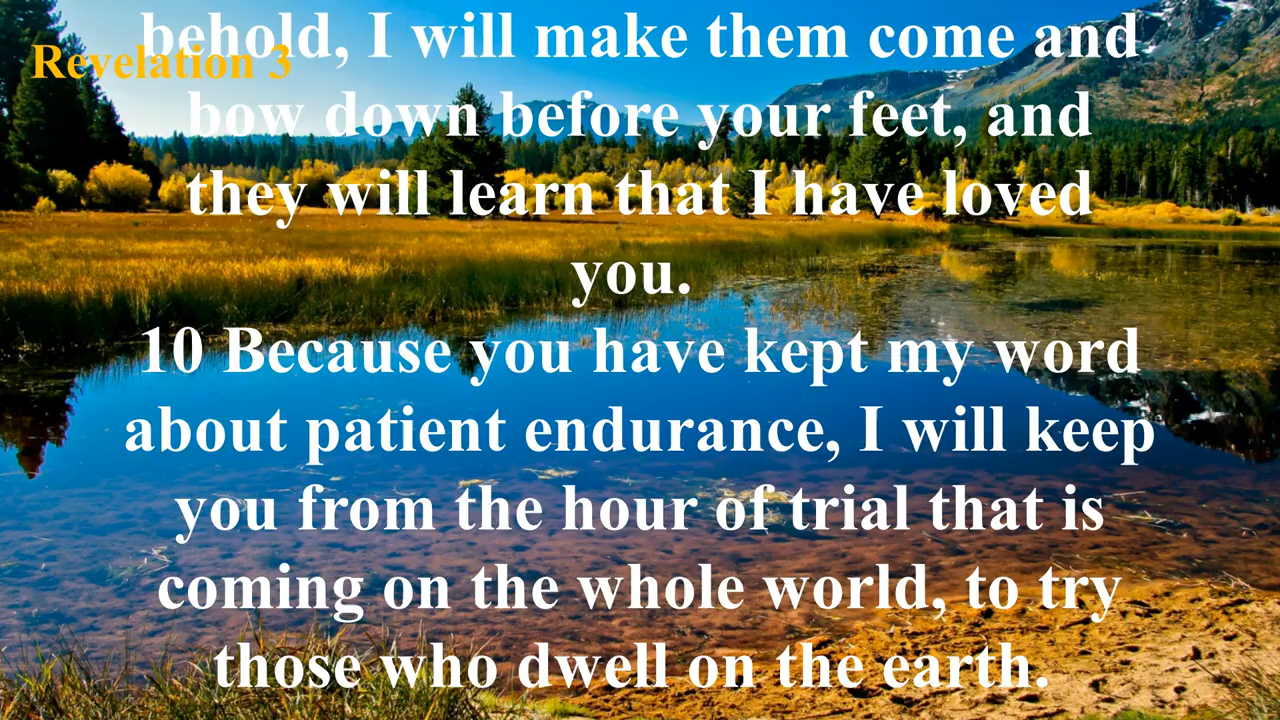 behold, I will make them come and
Revelation 3
bow down before your feet, and
they will learn that I have loved
you.
10 Because you have kept my word
about patient endurance, I will keep
you from the hour of trial that is
coming on the whole world, to try
those who dwell on the earth.